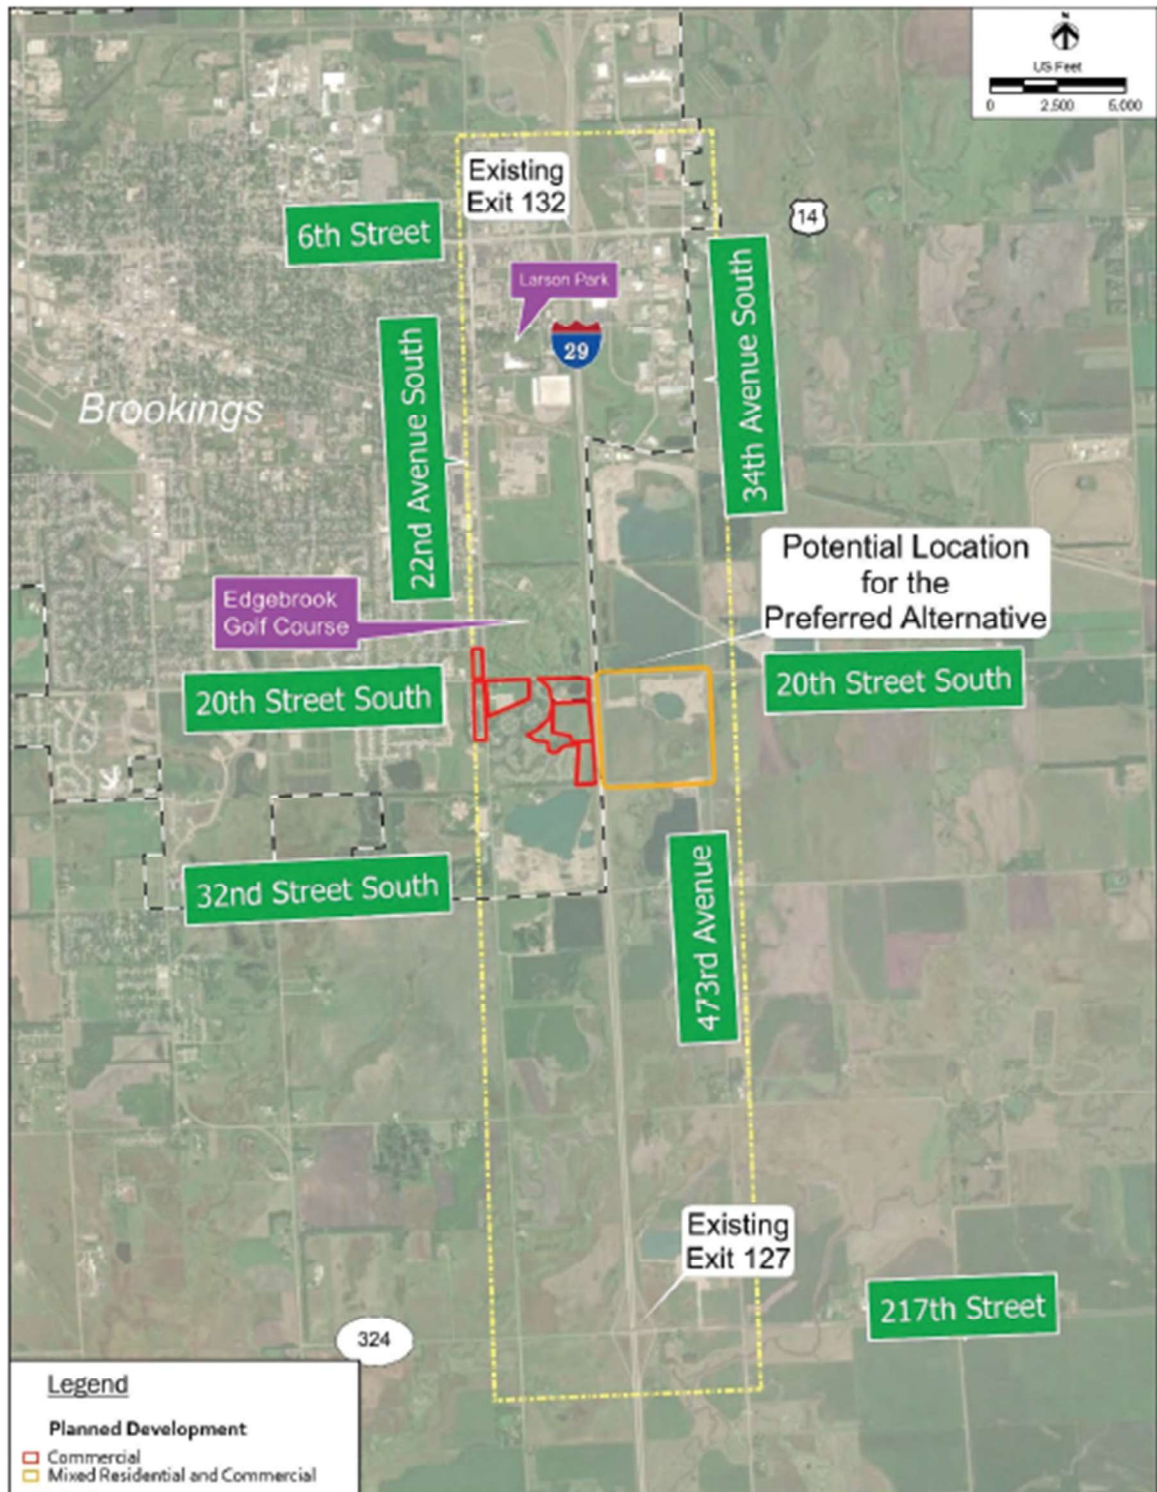 N
US Feet
0 2,500 5,000
Existing
Exit 132
6th Street
14
Larson Park
29
34th Avenue South
22nd Avenue South
Brookings
Potential Location
for the
Preferred Alternative
Edgebrook
Golf Course
20th Street South
20th Street South
32nd Street South
473rd Avenue
Existing
Exit 127
217th Street
324
Legend
Planned Development
Commercial
Mixed Residential and Commercial